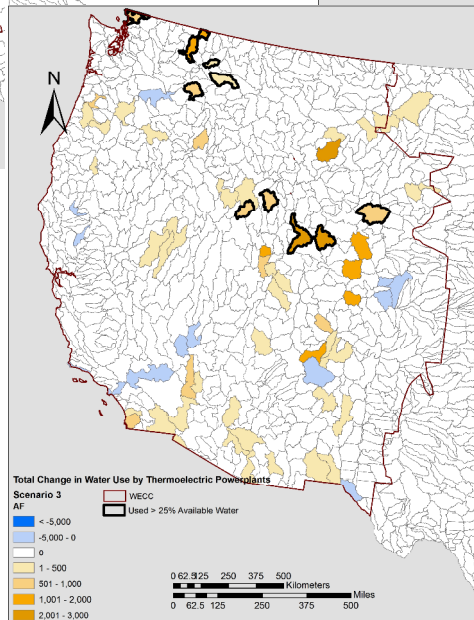 N
Total Change in Water Use by Thermoelectric Powerplants
Scenario 3
AF
WECC
Used > 25% Available Water
< -5,000
-5,000 - 0
0
1 - 500
501 - 1,000
1,001 - 2,000
2,001 - 3,000
0 62.5125 250 375 500
Kilometers
Miles
0 62.5 125 250 375 500